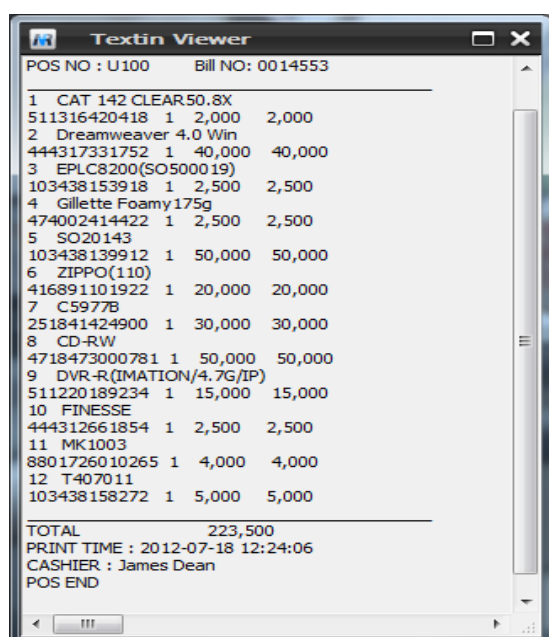 Textin Viewer
POS NO : U100 Bill NO: 0014553
1 CAT 142 CLEAR50.8X
511316420418 1 2,000 2,000
2 Dreamweaver 4.0 Win
444317331752 1 40,000 40,000
3 EPLC8200(SO500019)
103438153918 1 2,500 2,500
4 Gillette Foamy175g
474002414422 1 2,500 2,500
5 SO20143
103438139912 1 50,000 50,000
6 ZIPPO(110)
416891101922 1 20,000 20,000
7 C5977B
251841424900 1 30,000 30,000
8 CD-RW
4718473000781 1 50,000 50,000
9 DVR-R(IMATION/4.7G/IP)
511220189234 1 15,000 15,000
10 FINESSE
444312661854 1 2,500 2,500
11 MK1003
8801726010265 1 4,000 4,000
12 T407011
103438158272 1 5,000 5,000
TOTAL 223,500
PRINT TIME : 2012-07-18 12:24:06
CASHIER : James Dean
POS END